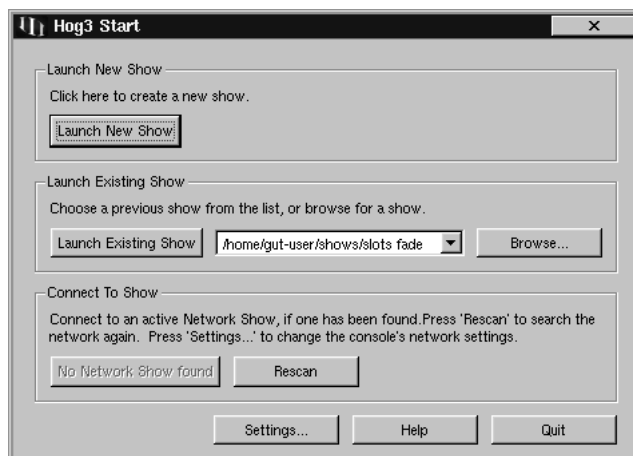 Hog3 Start
Launch New Show
Click here to create a new show.
Launch New Show
Launch Existing Show
Choose a previous show from the list, or browse for a show.
Launch Existing Show
/home/gut-user/shows/slots fade
Browse...
Connect To Show
Connect to an active Network Show, if one has been found.Press 'Rescan' to search the
network again.  Press 'Settings...' to change the console's network settings.
No Network Show found
Rescan
Settings...
Help
Quit